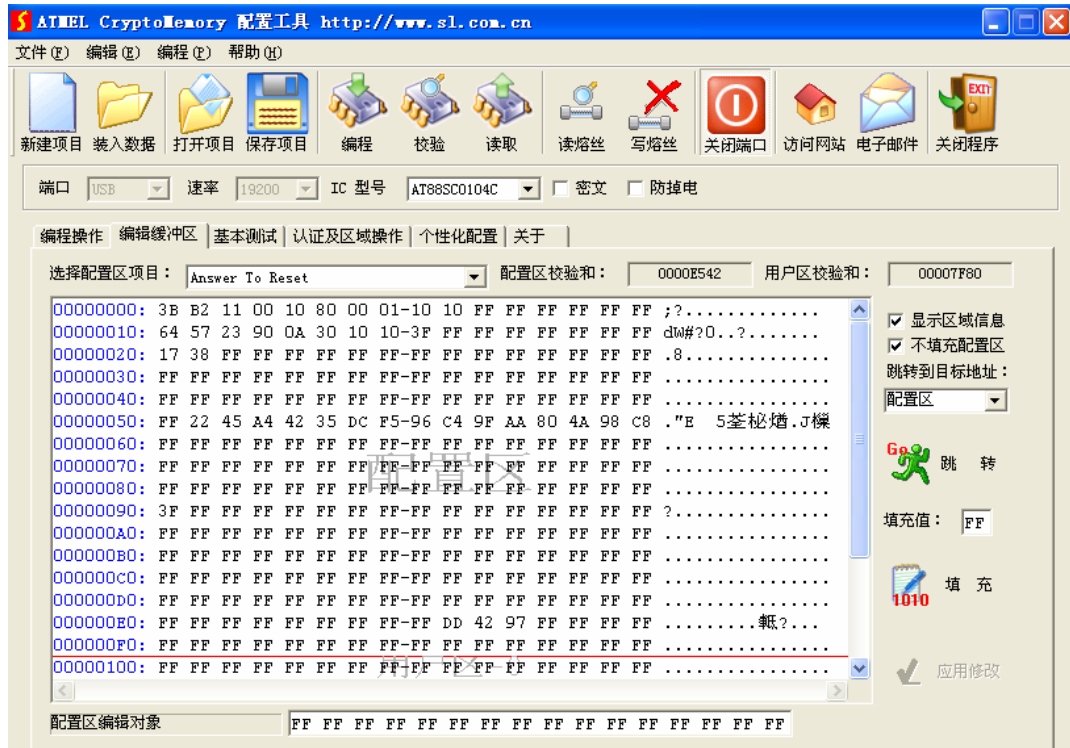 ATMEL CryptoMemory 配置工具 http://www.sl.com.cn
文件(F) 编辑(E) 编程(P) 帮助(H)
新建项目 装入数据 打开项目 保存项目 编程 校验 读取 读熔丝 写熔丝 关闭端口 访问网站 电子邮件 EXIT 关闭程序
端口 USB 速率 19200 IC 型号 AT88SC0104C 密文 防掉电
编程操作 编辑缓冲区 基本测试 认证及区域操作 个性化配置 关于
选择配置区项目: Answer To Reset 配置区校验和: 0000E542 用户区校验和: 00007F80
00000000: 3B B2 11 00 10 80 00 01-10 10 FF FF FF FF FF FF ;?..............
00000010: 64 57 23 90 0A 30 10 10-3F FF FF FF FF FF FF FF dW#?0..?........
00000020: 17 38 FF FF FF FF FF FF-FF FF FF FF FF FF FF FF .8..............
00000030: FF FF FF FF FF FF FF FF-FF FF FF FF FF FF FF FF ................
00000040: FF FF FF FF FF FF FF FF-FF FF FF FF FF FF FF FF ................
00000050: FF 22 45 A4 42 35 DC F5-96 C4 9F AA 80 4A 98 C8 ."E 5荃柲熸.J樔
00000060: FF FF FF FF FF FF FF FF-FF FF FF FF FF FF FF FF ................
00000070: FF FF FF FF FF FF FF FF-FF FF FF FF FF FF FF FF ................
配置区
00000080: FF FF FF FF FF FF FF FF-FF FF FF FF FF FF FF FF ................
00000090: 3F FF FF FF FF FF FF FF-FF FF FF FF FF FF FF FF ?...............
000000A0: FF FF FF FF FF FF FF FF-FF FF FF FF FF FF FF FF ................
000000B0: FF FF FF FF FF FF FF FF-FF FF FF FF FF FF FF FF ................
000000C0: FF FF FF FF FF FF FF FF-FF FF FF FF FF FF FF FF ................
000000D0: FF FF FF FF FF FF FF FF-FF FF FF FF FF FF FF FF ................
000000E0: FF FF FF FF FF FF FF FF-FF DD 42 97 FF FF FF FF .........軝?...
000000F0: FF FF FF FF FF FF FF FF-FF FF FF FF FF FF FF FF ................
00000100: FF FF FF FF FF FF FF FF-FF FF FF FF FF FF FF FF ................
用户区-0
显示区域信息
不填充配置区
跳转到目标地址:
配置区
Go 跳 转
填充值: FF
1010 填 充
应用修改
配置区编辑对象 FF FF FF FF FF FF FF FF FF FF FF FF FF FF FF FF